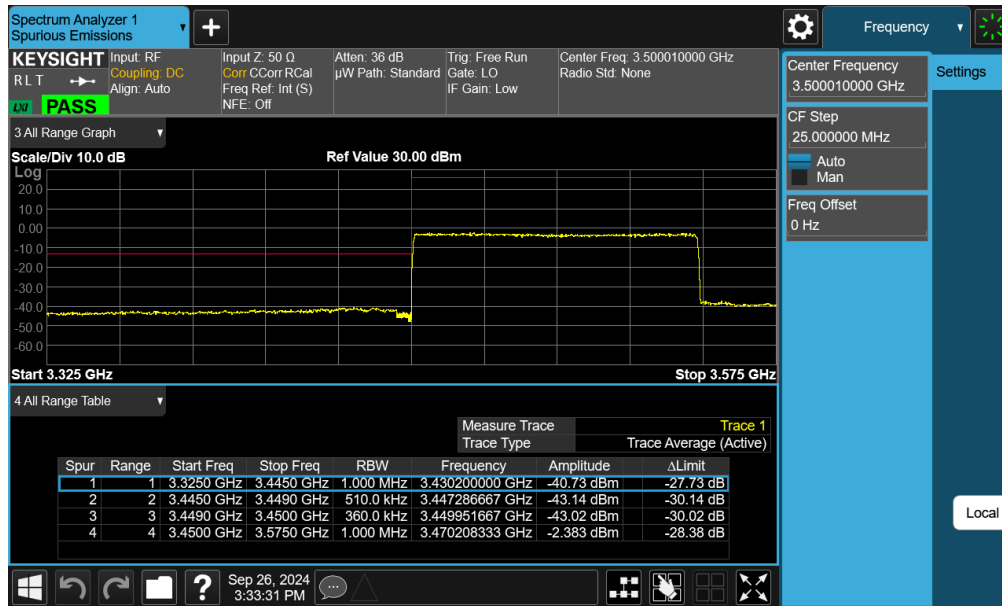 Spectrum Analyzer 1
Spurious Emissions
+
Frequency
KEYSIGHT
R L T
LXI
PASS
Input: RF
Coupling: DC
Align: Auto
Input Z: 50 Ω
Corr CCorr RCal
Freq Ref: Int (S)
NFE: Off
Atten: 36 dB
µW Path: Standard
Trig: Free Run
Gate: LO
IF Gain: Low
Center Freq: 3.500010000 GHz
Radio Std: None
Center Frequency
3.500010000 GHz
Settings
CF Step
25.000000 MHz
Auto
Man
Freq Offset
0 Hz
3 All Range Graph
Scale/Div 10.0 dB Ref Value 30.00 dBm
Log
20.0
10.0
0.00
-10.0
-20.0
-30.0
-40.0
-50.0
-60.0
Start 3.325 GHz Stop 3.575 GHz
4 All Range Table
Measure Trace Trace 1
Trace Type Trace Average (Active)
Spur Range Start Freq Stop Freq RBW Frequency Amplitude ΔLimit
1 1 3.3250 GHz 3.4450 GHz 1.000 MHz 3.430200000 GHz -40.73 dBm -27.73 dB
2 2 3.4450 GHz 3.4490 GHz 510.0 kHz 3.447286667 GHz -43.14 dBm -30.14 dB
3 3 3.4490 GHz 3.4500 GHz 360.0 kHz 3.449951667 GHz -43.02 dBm -30.02 dB
4 4 3.4500 GHz 3.5750 GHz 1.000 MHz 3.470208333 GHz -2.383 dBm -28.38 dB
Local
?
Sep 26, 2024
3:33:31 PM